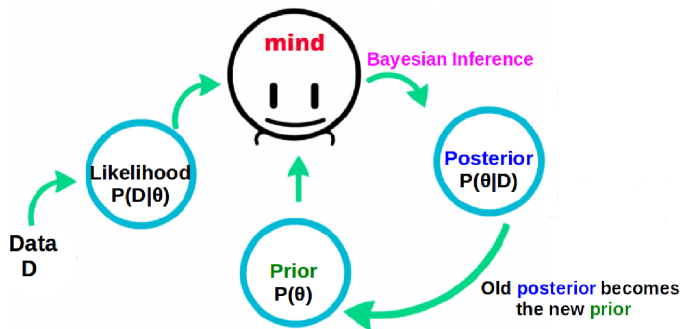 mind
Bayesian Inference
Likelihood
P(D|θ)
Posterior
P(θ|D)
Data
D
Prior
P(θ)
Old posterior becomes
the new prior